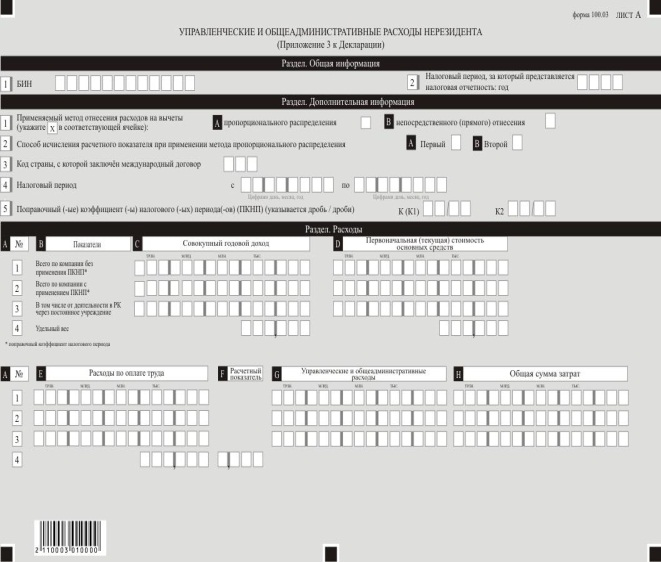 форма 100.03 ЛИСТ А
УПРАВЛЕНЧЕСКИЕ И ОБЩЕАДМИНИСТРАТИВНЫЕ РАСХОДЫ НЕРЕЗИДЕНТА
(Приложение 3 к Декларации)
Раздел. Общая информация
1 БИН
2 Налоговый период, за который представляется
налоговая отчетность: год
Раздел. Дополнительная информация
1 Применяемый метод отнесения расходов на вычеты
(укажите X в соответствующей ячейке):
A пропорционального распределения
B непосредственного (прямого) отнесения
2 Способ исчисления расчетного показателя при применении метода пропорционального распределения
A Первый B Второй
3 Код страны, с которой заключён международный договор
4 Налоговый период с по
Цифрами день, месяц, год Цифрами день, месяц, год
5 Поправочный (-ые) коэффициент (-ы) налогового (-ых) периода(-ов) (ПКНП) (указывается дробь / дроби) К (К1) / К2 /
Раздел. Расходы
A № B Показатели C Совокупный годовой доход D Первоначальная (текущая) стоимость
основных средств
ТРЛН. МЛРД. МЛН. ТЫС. ТРЛН. МЛРД. МЛН. ТЫС.
1 Всего по компании без
применения ПКНП*
2 Всего по компании с
применением ПКНП*
3 В том числе от деятельности в РК
через постоянное учреждение
4 Удельный вес
* поправочный коэффициент налогового периода
A № E Расходы по оплате труда F Расчетный
показатель
G Управленческие и общеадминистративные
расходы
H Общая сумма затрат
ТРЛН. МЛРД. МЛН. ТЫС. ТРЛН. МЛРД. МЛН. ТЫС. ТРЛН. МЛРД. МЛН. ТЫС.
1
2
3
4
2 110003 010000